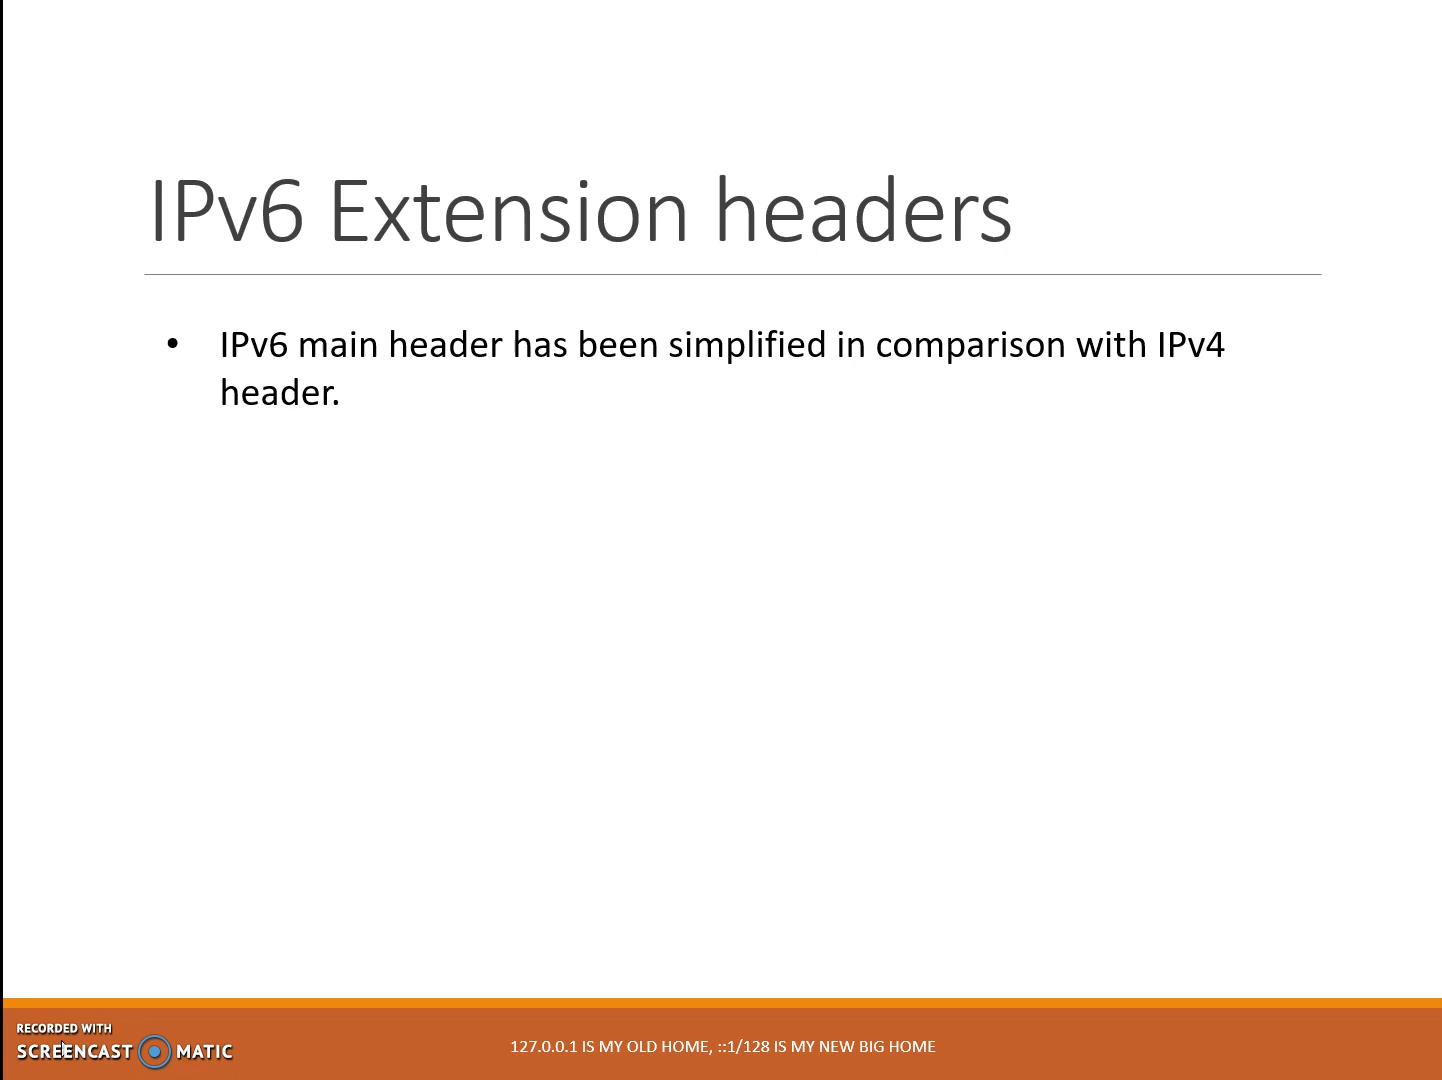 IPv6 Extension headers
• IPv6 main header has been simplified in comparison with IPv4
header.
RECORDED WITH
SCREENCAST MATIC
127.0.0.1 IS MY OLD HOME, ::1/128 IS MY NEW BIG HOME